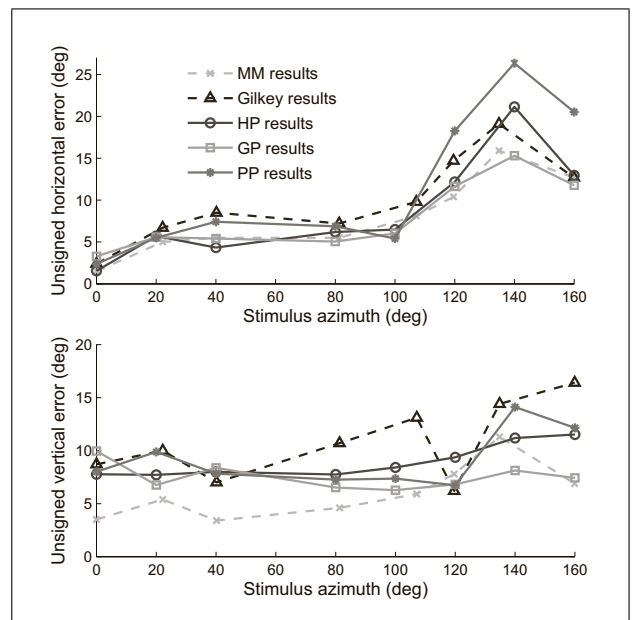 Unsigned horizontal error (deg)
25
20
15
10
5
0
MM results
Gilkey results
HP results
GP results
PP results
0 20 40 60 80 100 120 140 160
Stimulus azimuth (deg)
Unsigned vertical error (deg)
20
15
10
5
0
0 20 40 60 80 100 120 140 160
Stimulus azimuth (deg)